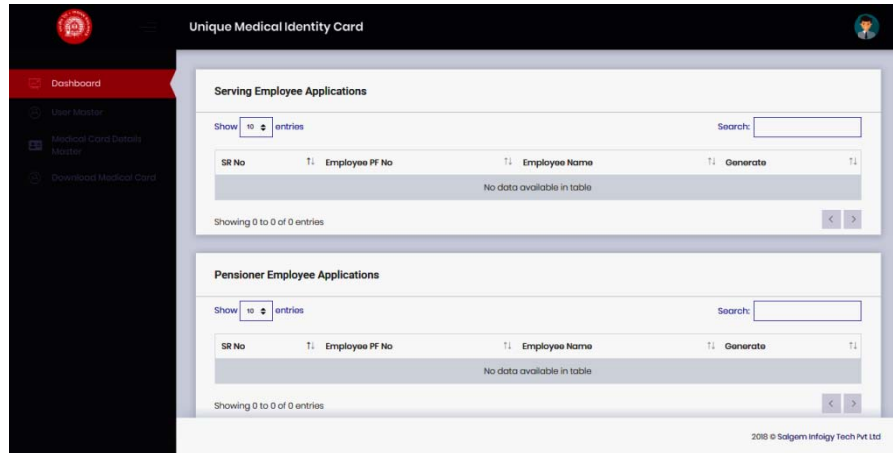 Unique Medical Identity Card
Dashboard
User Master
Medical Card Details
Master
Download Medical Card
Serving Employee Applications
Show 10 entries
Search:
SR No Employee PF No Employee Name Generate
No data available in table
Showing 0 to 0 of 0 entries
Pensioner Employee Applications
Show 10 entries
Search:
SR No Employee PF No Employee Name Generate
No data available in table
Showing 0 to 0 of 0 entries
2018 © Salgem Infoigy Tech Pvt Ltd